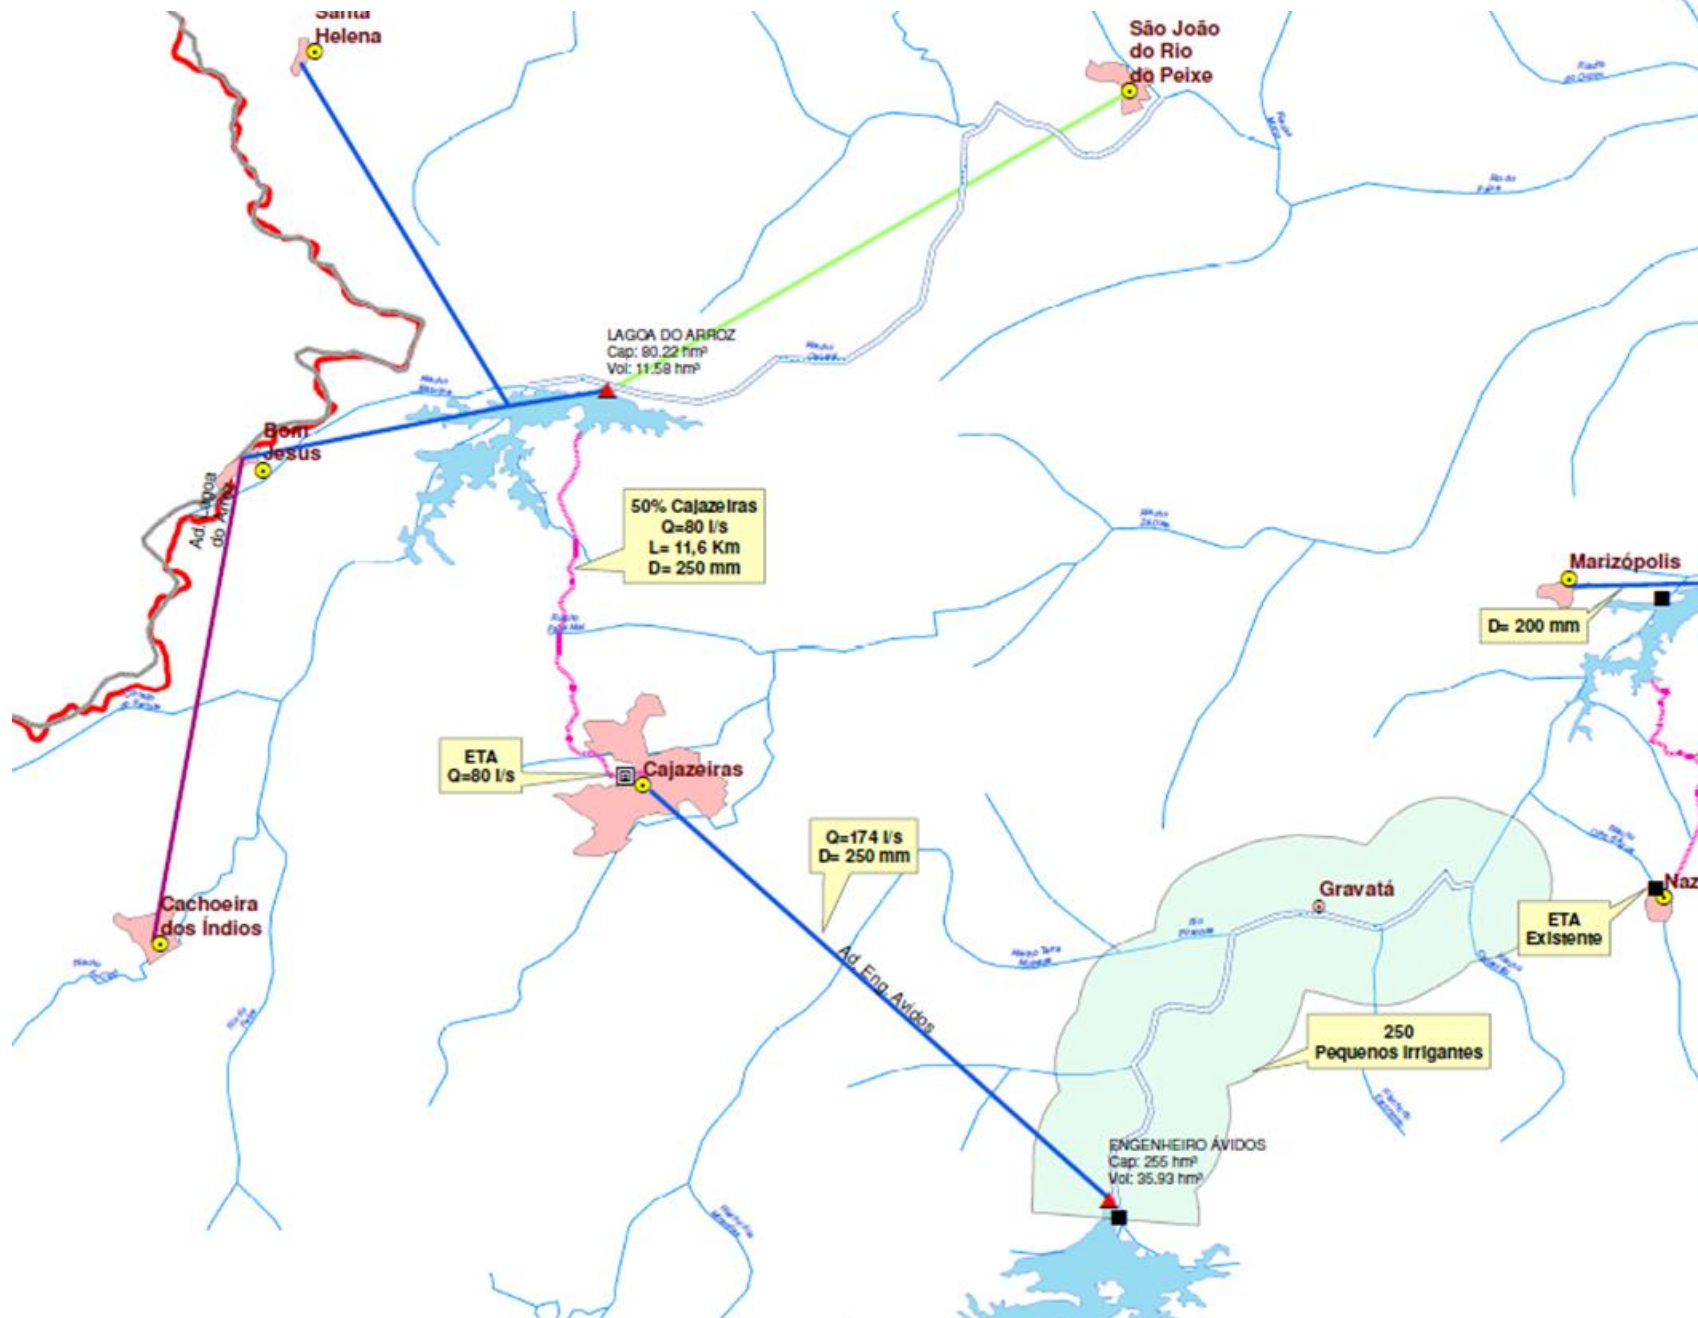 Santa
Helena
São João
do Rio
do Peixe
LAGOA DO ARROZ
Cap: 80.22 hm³
Vol: 11.58 hm³
Bom
Jesus
Ad. Lagoa
do Arroz
50% Cajazeiras
Q=80 l/s
L= 11,6 Km
D= 250 mm
Marizópolis
D= 200 mm
ETA
Q=80 l/s
Cajazeiras
Q=174 l/s
D= 250 mm
Gravatá
Naz
ETA
Existente
Cachoeira
dos Índios
Ad. Eng. Avidos
250
Pequenos Irrigantes
ENGENHEIRO ÁVIDOS
Cap: 255 hm³
Vol: 35.93 hm³